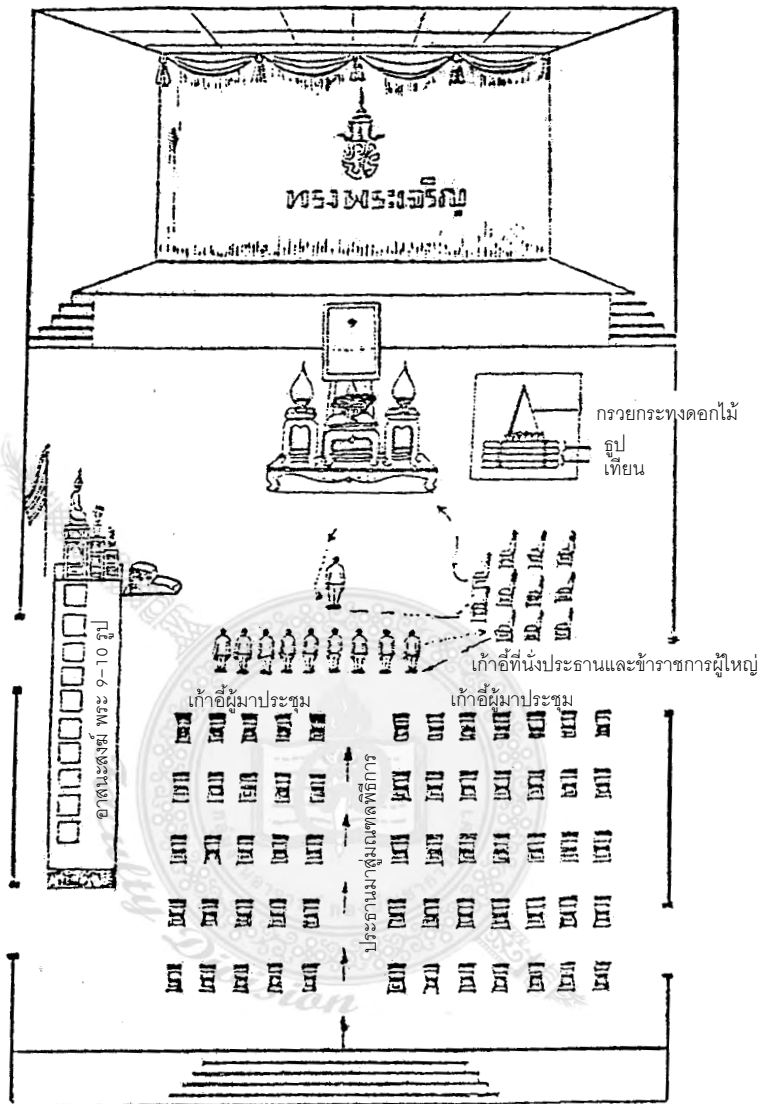 ทรงพระเจริญ
กรวยกระทงดอกไม้
ธูป
เทียน
เก้าอี้ที่นั่งประธานและข้าราชการผู้ใหญ่
เก้าอี้ผู้มาประชุม
เก้าอี้ผู้มาประชุม
อาสนะสงฆ์ พระ 9-10 รูป
ประธานมาสู่มณฑลพิธีการ
ulty Division